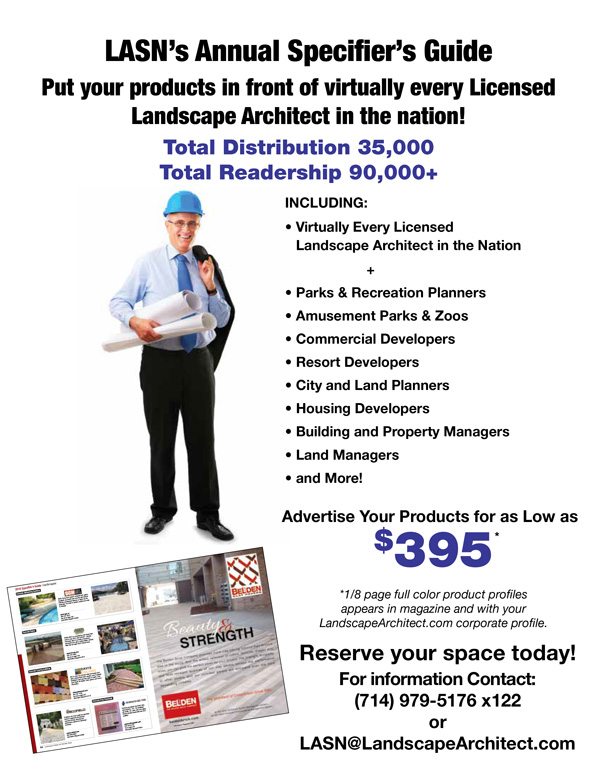 LASN's Annual Specifier's Guide
Put your products in front of virtually every Licensed
Landscape Architect in the nation!
Total Distribution 35,000
Total Readership 90,000+
INCLUDING:
• Virtually Every Licensed
Landscape Architect in the Nation
+
• Parks & Recreation Planners
• Amusement Parks & Zoos
• Commercial Developers
• Resort Developers
• City and Land Planners
• Housing Developers
• Building and Property Managers
• Land Managers
• and More!
Advertise Your Products for as Low as
$395*
*1/8 page full color product profiles
appears in magazine and with your
LandscapeArchitect.com corporate profile.
Reserve your space today!
For information Contact:
(714) 979-5176 x122
or
LASN@LandscapeArchitect.com
BELDEN
Beauty &
STRENGTH
BELDEN